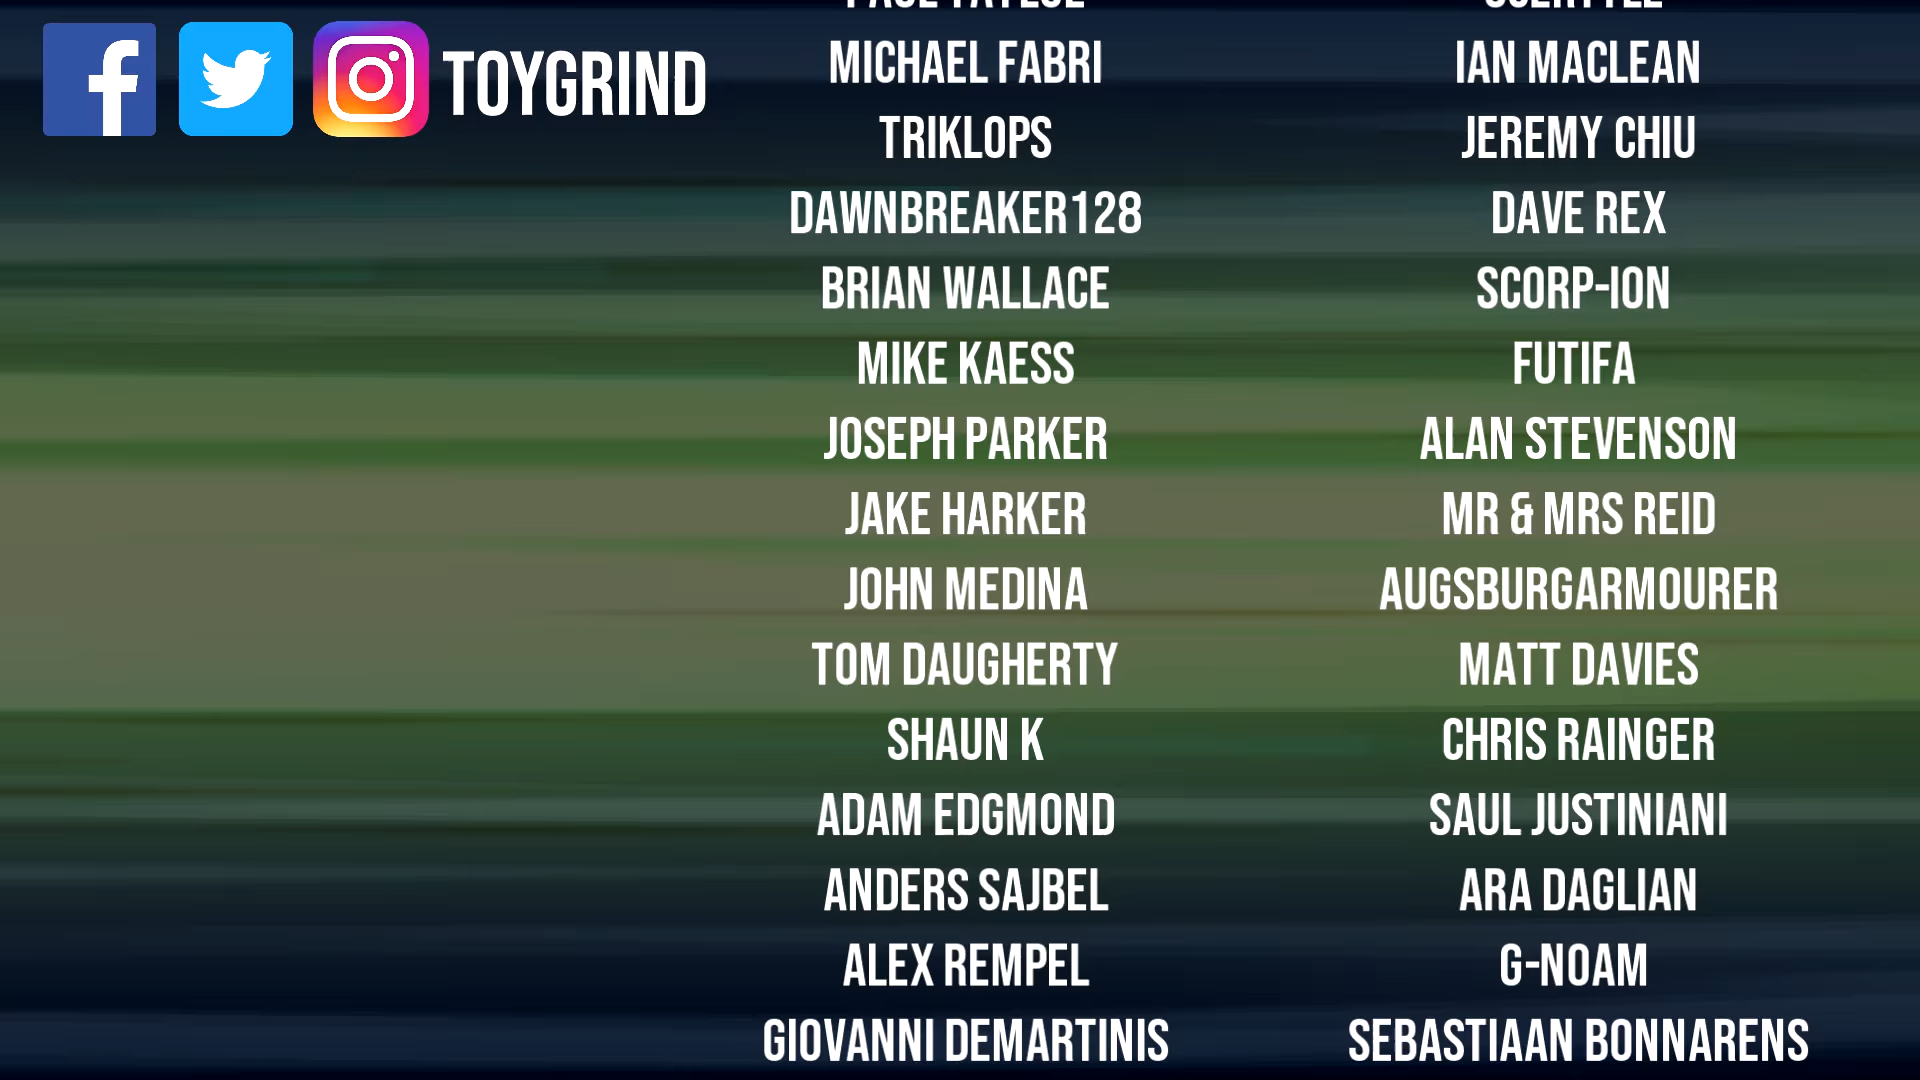 TOYGRIND
MICHAEL FABRI
TRIKLOPS
DAWNBREAKER128
BRIAN WALLACE
MIKE KAESS
JOSEPH PARKER
JAKE HARKER
JOHN MEDINA
TOM DAUGHERTY
SHAUN K
ADAM EDGMOND
ANDERS SAJBEL
ALEX REMPEL
GIOVANNI DEMARTINIS
IAN MACLEAN
JEREMY CHIU
DAVE REX
SCORP-ION
FUTIFA
ALAN STEVENSON
MR & MRS REID
AUGSBURGARMOURER
MATT DAVIES
CHRIS RAINGER
SAUL JUSTINIANI
ARA DAGLIAN
G-NOAM
SEBASTIAAN BONNARENS